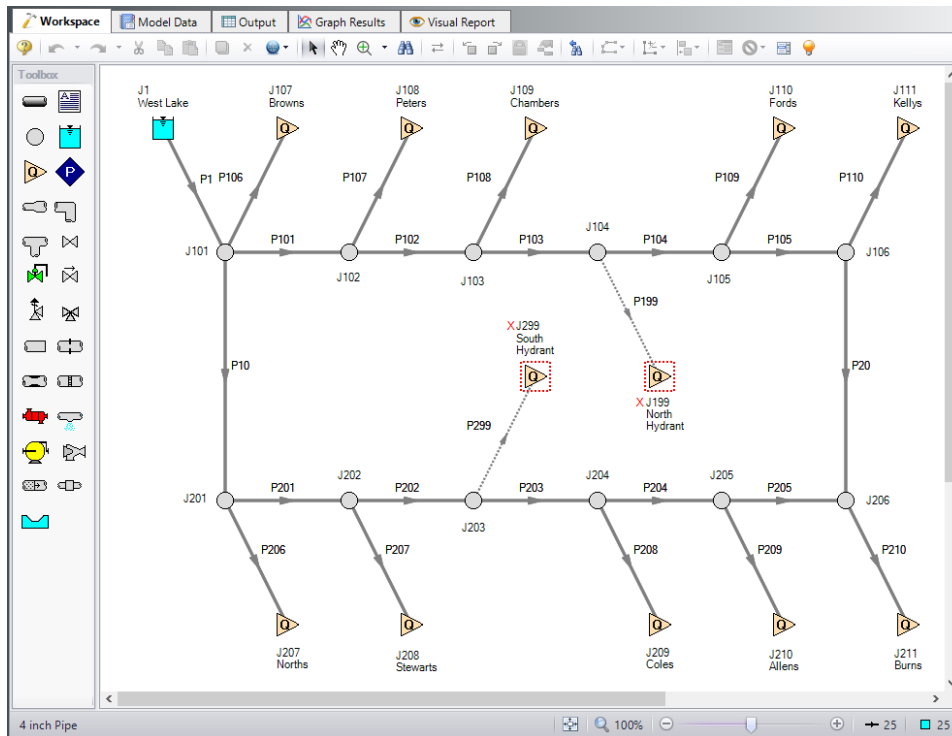 Workspace
Model Data
Output
Graph Results
Visual Report
Toolbox
J1
West Lake
J107
Browns
J108
Peters
J109
Chambers
J110
Fords
J111
Kellys
P1
P106
P107
P108
P109
P110
J101
P101
P102
P103
J104
P104
P105
J106
J102
J103
J105
P199
X J299
South
Hydrant
P10
P20
X J199
North
Hydrant
P299
J201
P201
J202
P202
P203
J204
P204
J205
P205
J206
J203
P206
P207
P208
P209
P210
J207
Norths
J208
Stewarts
J209
Coles
J210
Allens
J211
Burns
4 inch Pipe
100%
25
25